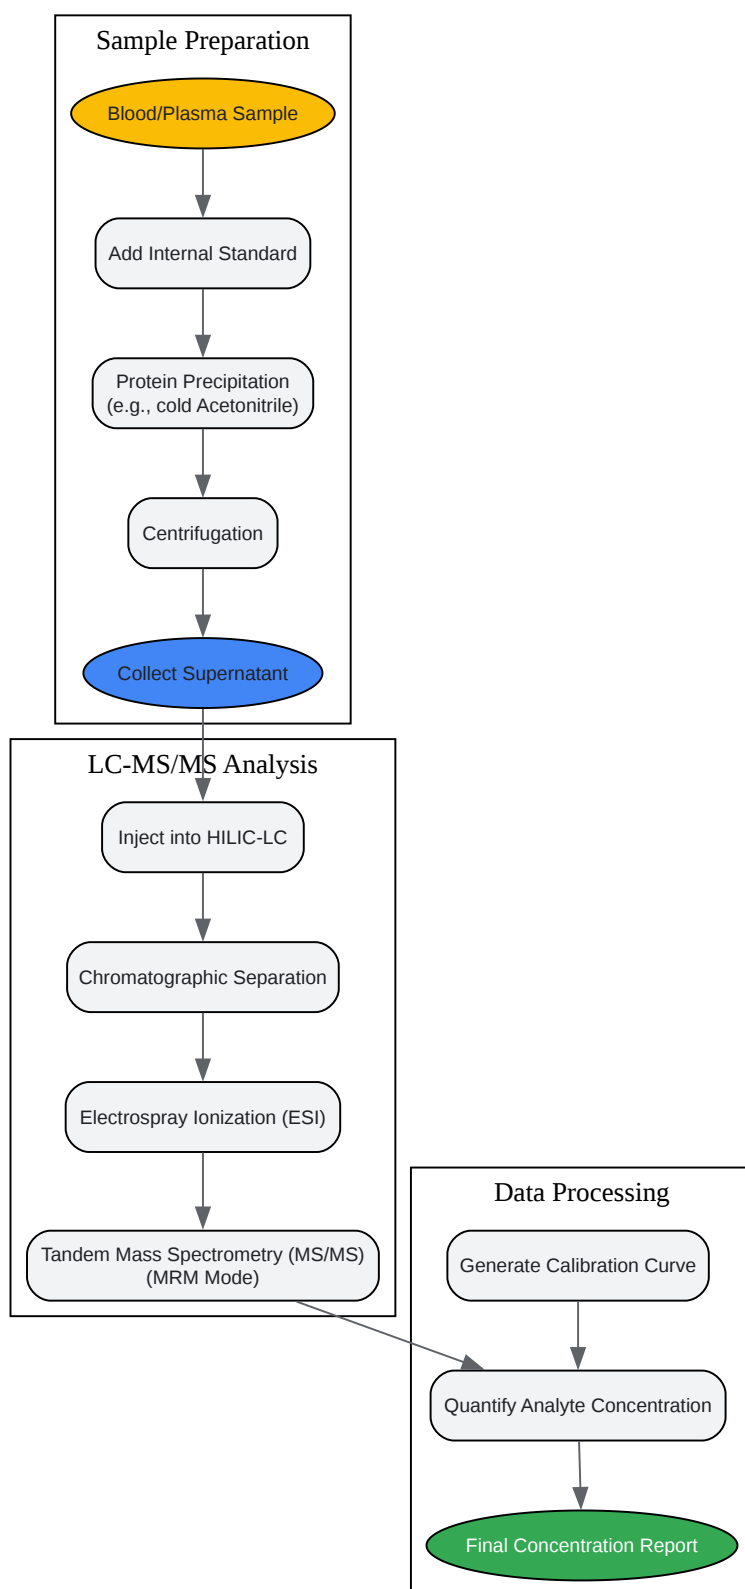 Sample Preparation
Blood/Plasma Sample
Add Internal Standard
Protein Precipitation
(e.g., cold Acetonitrile)
Centrifugation
Collect Supernatant
LC-MS/MS Analysis
Inject into HILIC-LC
Chromatographic Separation
Electrospray Ionization (ESI)
Tandem Mass Spectrometry (MS/MS)
(MRM Mode)
Data Processing
Generate Calibration Curve
Quantify Analyte Concentration
Final Concentration Report